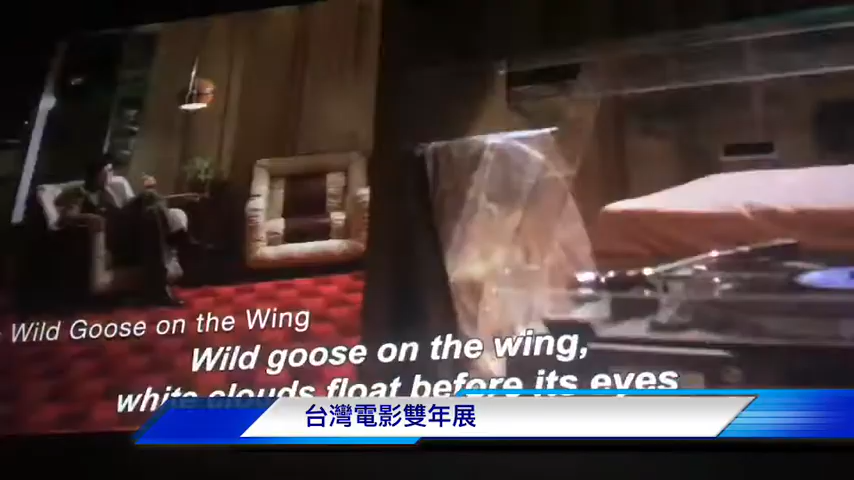 Wild Goose on the Wing
Wild goose on the wing,
white clouds float before its eyes
台灣電影雙年展